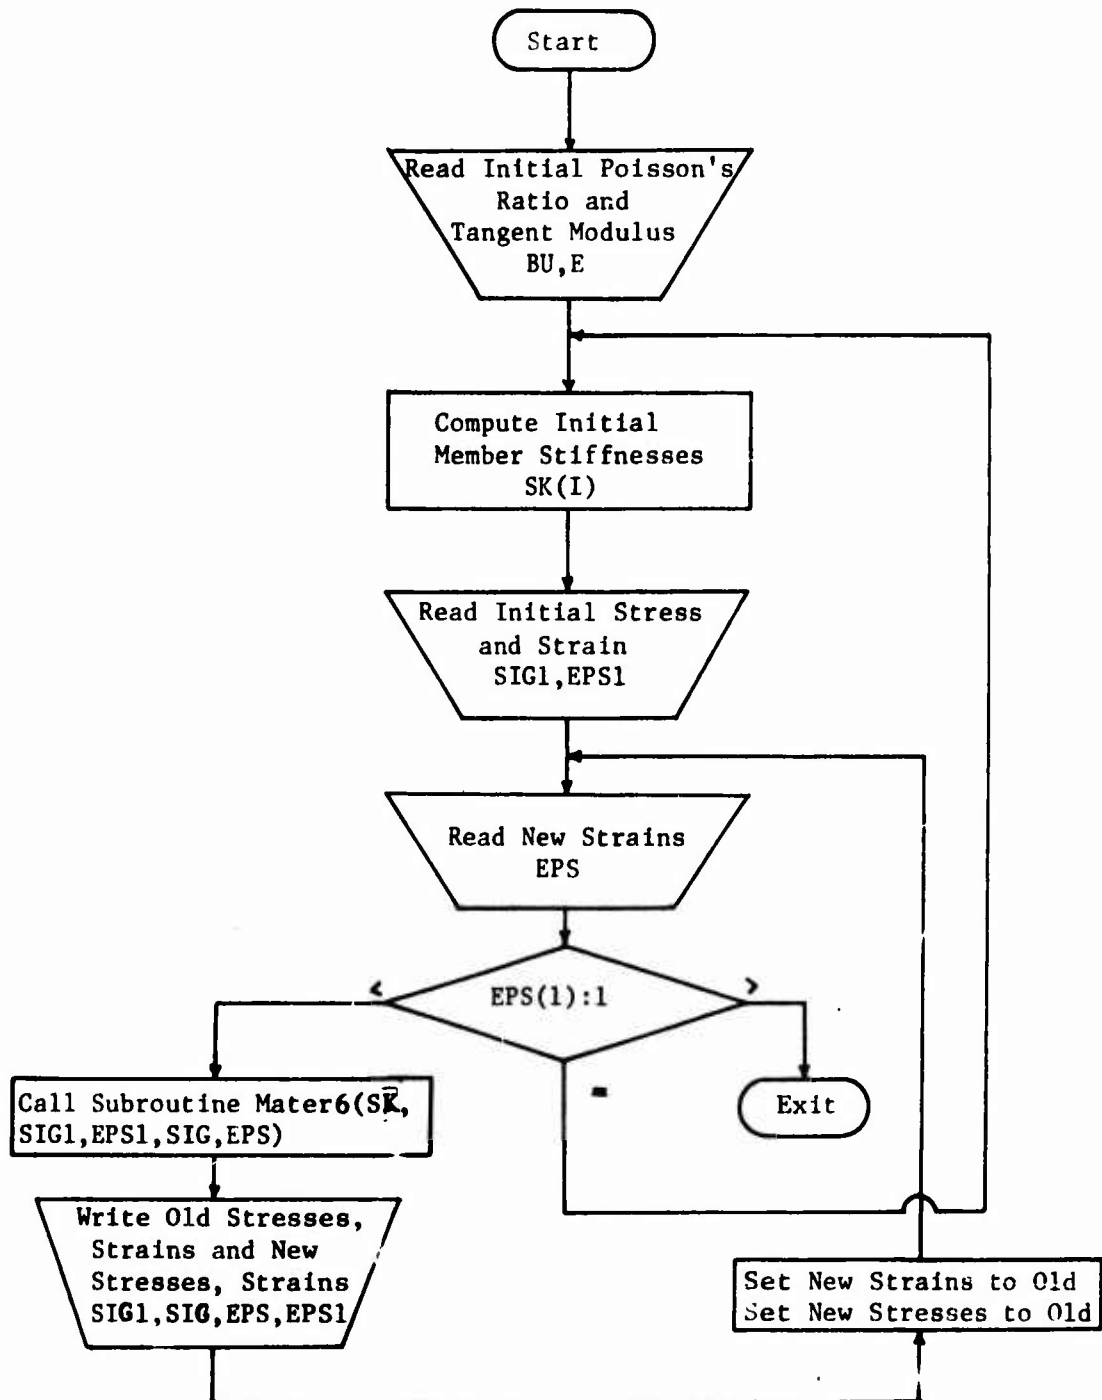 Start
Read Initial Poisson's
Ratio and
Tangent Modulus
BU,E
Compute Initial
Member Stiffnesses
SK(I)
Read Initial Stress
and Strain
SIG1,EPS1
Read New Strains
EPS
<
EPS(1):1
>
=
Exit
Call Subroutine Mater6(SK,
SIG1,EPS1,SIG,EPS)
Write Old Stresses,
Strains and New
Stresses, Strains
SIG1,SIG,EPS,EPS1
Set New Strains to Old
Set New Stresses to Old